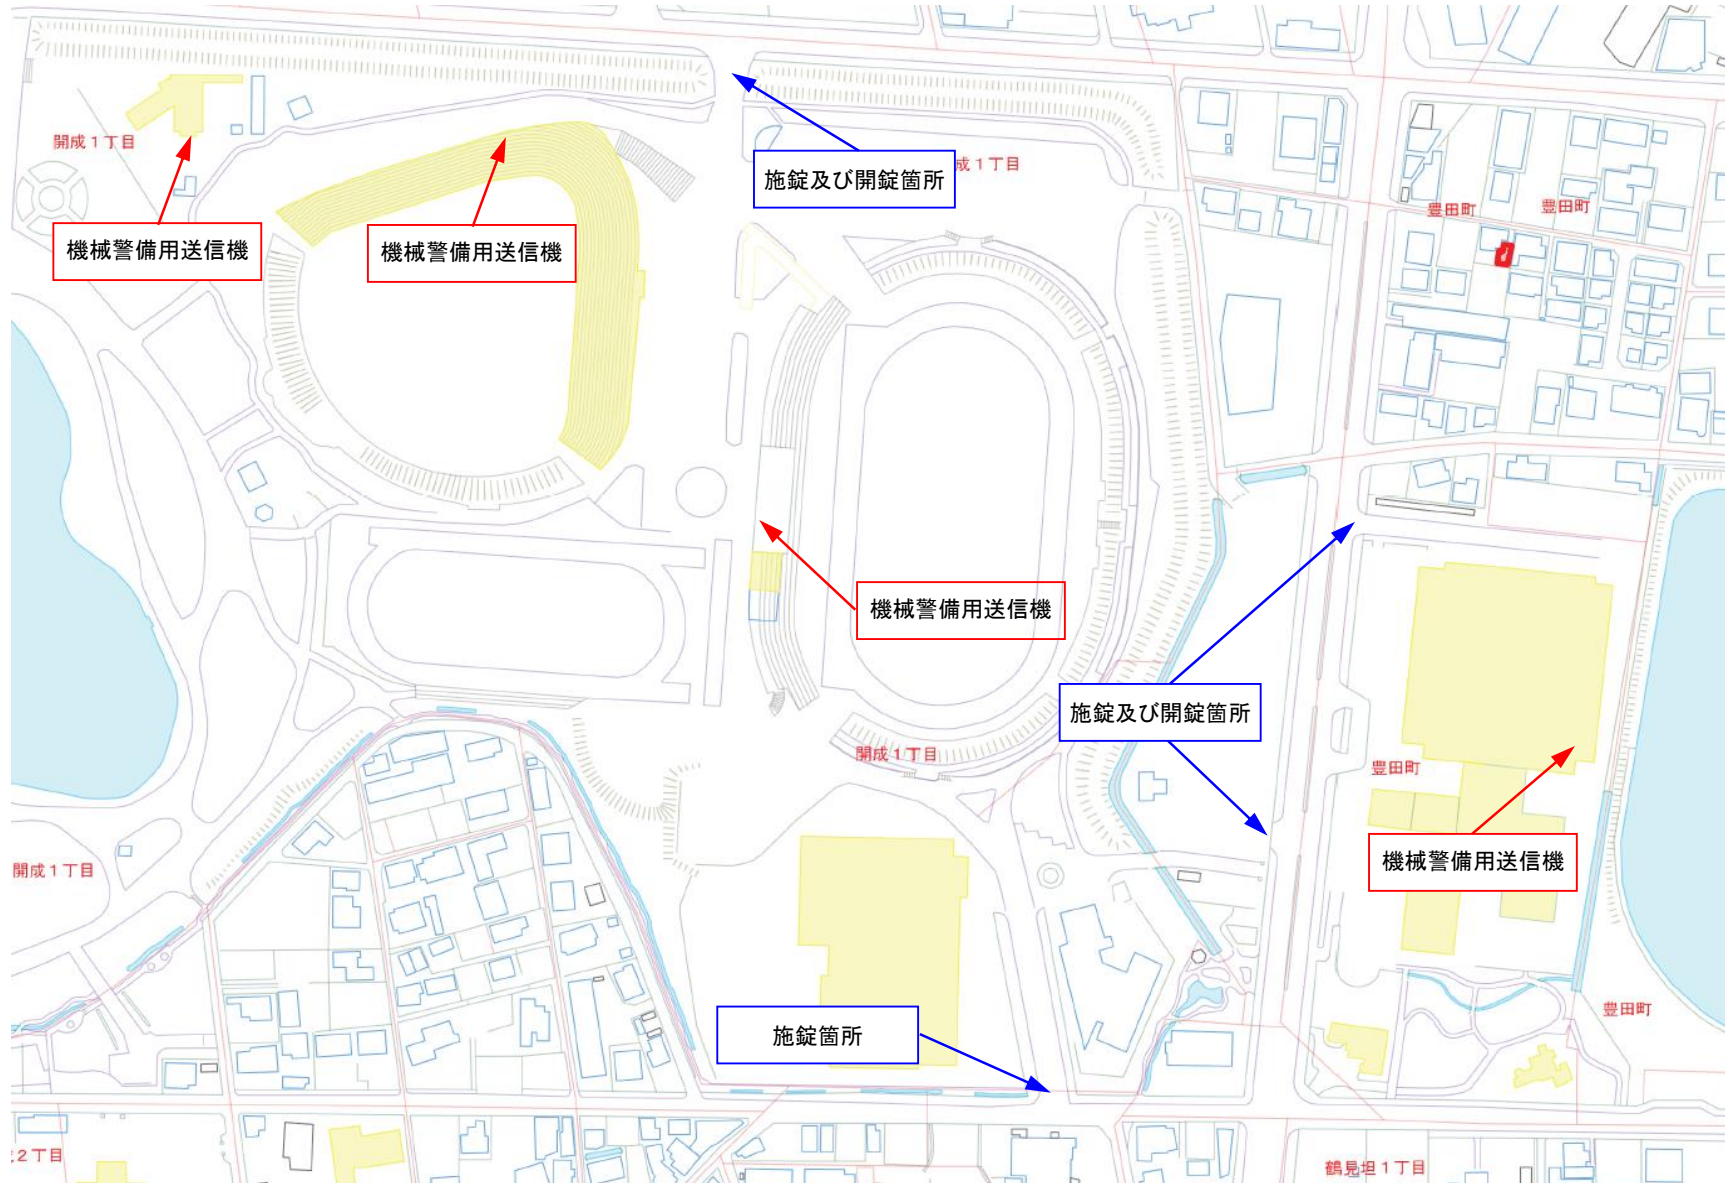 開成１丁目
施錠及び開錠箇所
成１丁目
機械警備用送信機
機械警備用送信機
豊田町
豊田町
機械警備用送信機
施錠及び開錠箇所
開成１丁目
豊田町
機械警備用送信機
開成１丁目
施錠箇所
豊田町
２丁目
鶴見坦１丁目